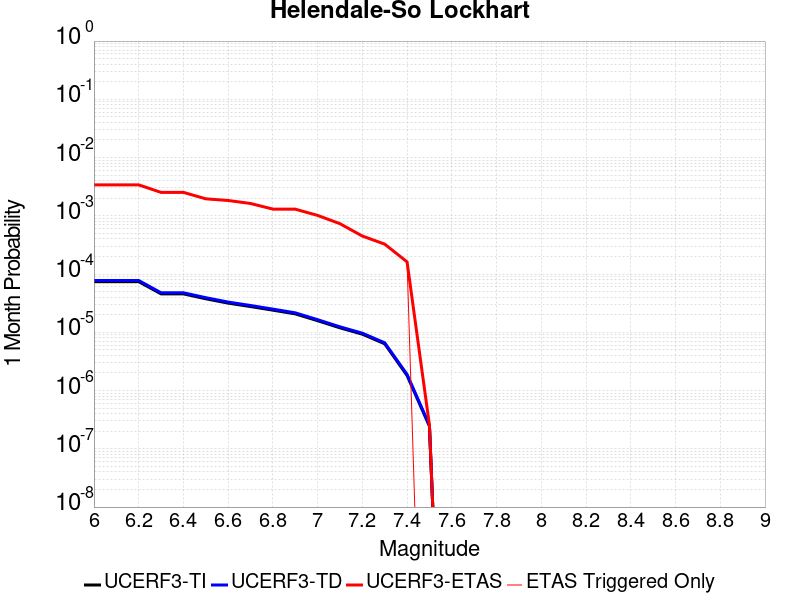 Helendale-So Lockhart
10^0
10^-1
10^-2
10^-3
10^-4
10^-5
10^-6
10^-7
10^-8
1 Month Probability
6 6.2 6.4 6.6 6.8 7 7.2 7.4 7.6 7.8 8 8.2 8.4 8.6 8.8 9
Magnitude
UCERF3-TI UCERF3-TD UCERF3-ETAS ETAS Triggered Only